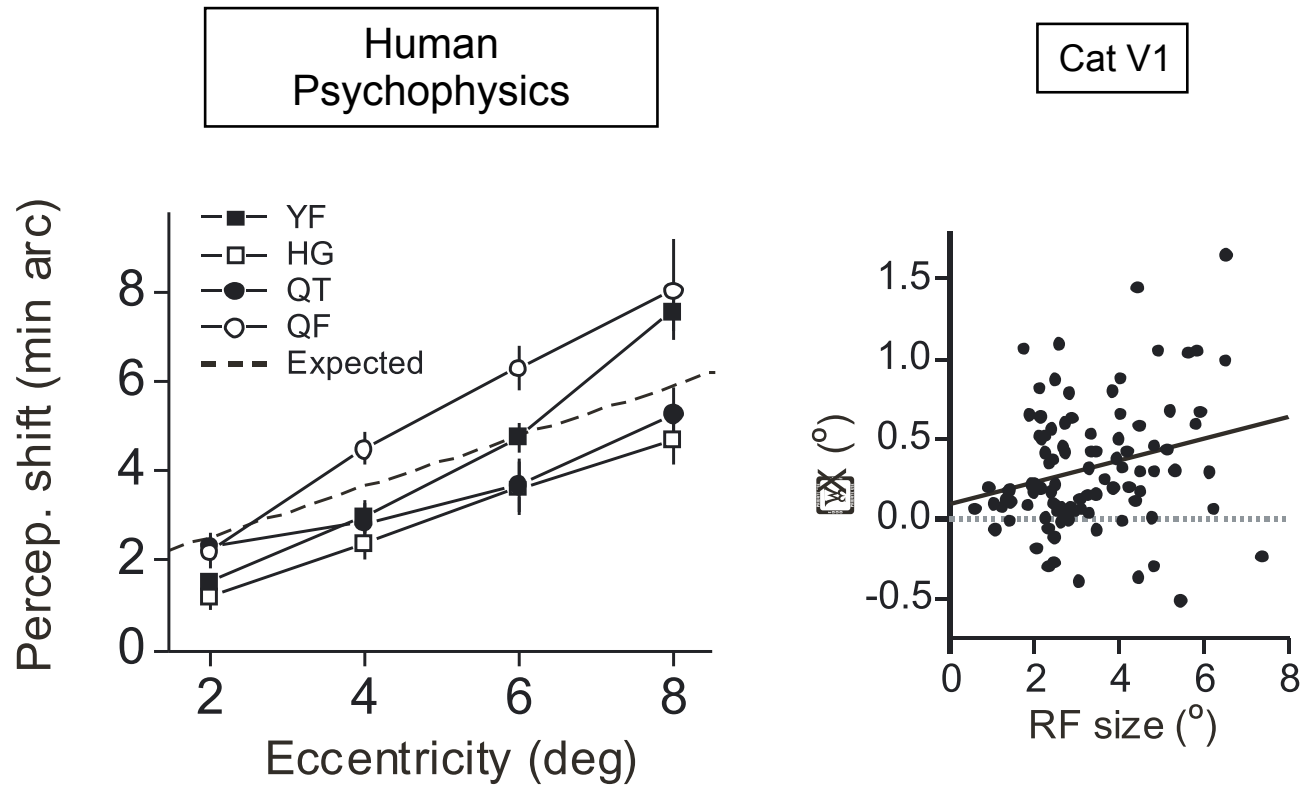 Human
Psychophysics
Cat V1
Percep. shift (min arc)
YF
HG
QT
QF
Expected
8
6
4
2
0
2 4 6 8
Eccentricity (deg)
X (º)
1.5
1.0
0.5
0.0
-0.5
0 2 4 6 8
RF size (º)